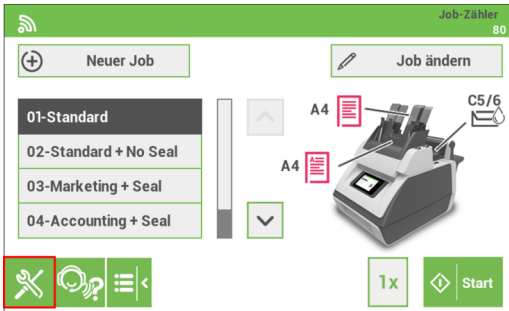 Job-Zähler
80
Neuer Job
Job ändern
01-Standard
02-Standard + No Seal
03-Marketing + Seal
04-Accounting + Seal
A4
C5/6
A4
1x
Start